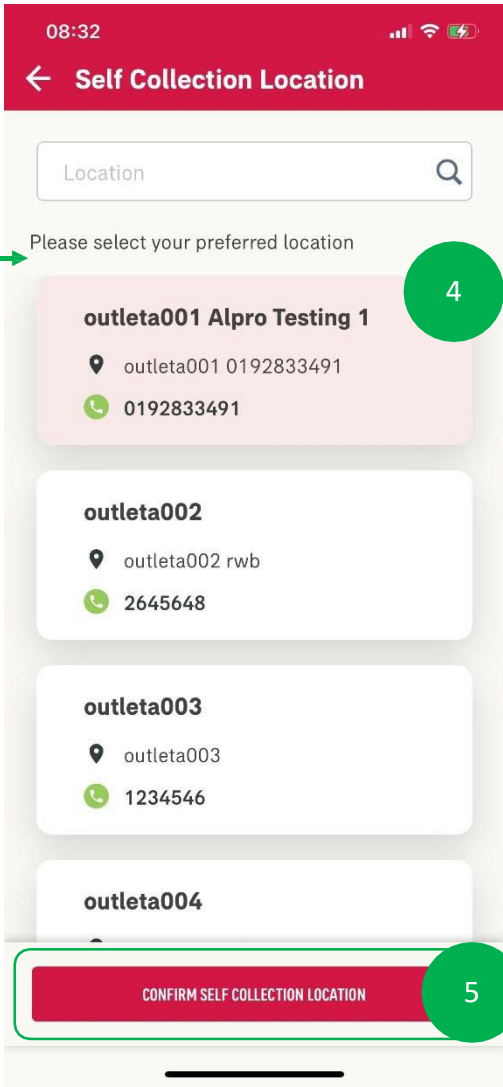 08:32
Self Collection Location
Location
Please select your preferred location
4
outleta001 Alpro Testing 1
outleta001 0192833491
0192833491
outleta002
outleta002 rwb
2645648
outleta003
outleta003
1234546
outleta004
CONFIRM SELF COLLECTION LOCATION
5